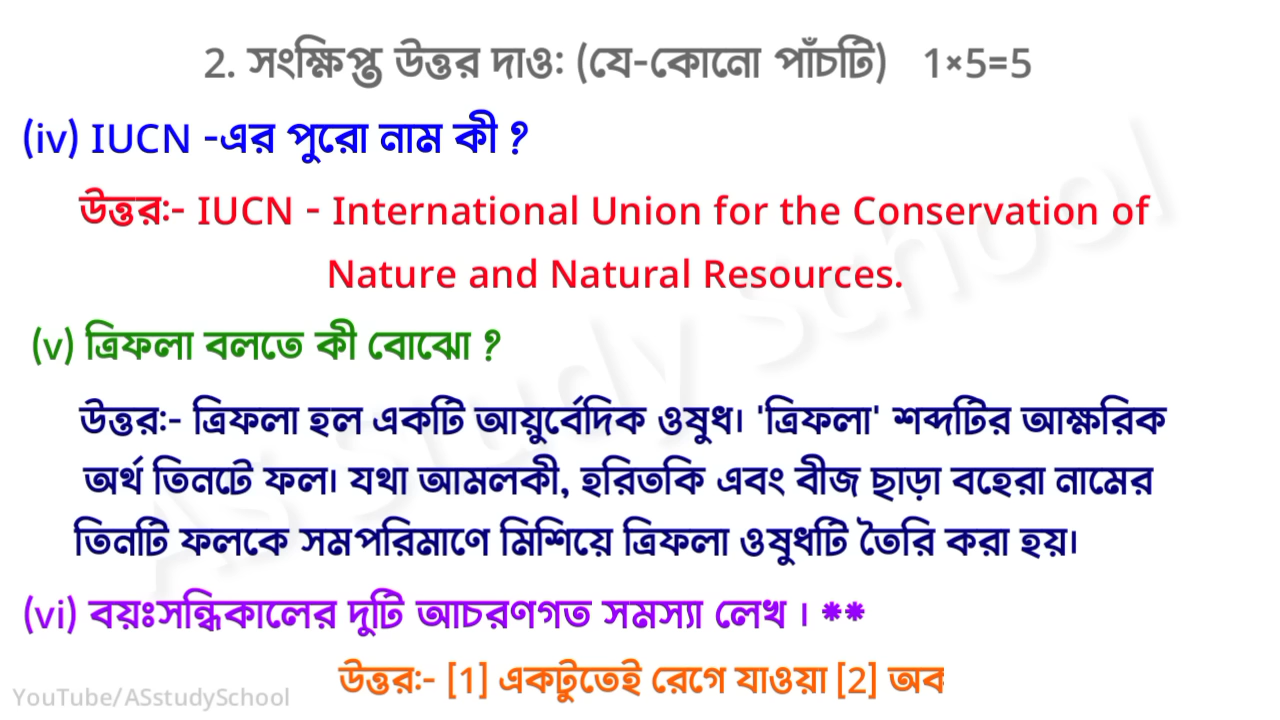 2. সংক্ষিপ্ত উত্তর দাও: (যে-কোনো পাঁচটি) 1×5=5
(iv) IUCN -এর পুরো নাম কী ?
উত্তর:- IUCN - International Union for the Conservation of
Nature and Natural Resources.
(v) ত্রিফলা বলতে কী বোঝো ?
উত্তর:- ত্রিফলা হল একটি আয়ুর্বেদিক ওষুধ। 'ত্রিফলা' শব্দটির আক্ষরিক
অর্থ তিনটে ফল। যথা আমলকী, হরিতকি এবং বীজ ছাড়া বহেরা নামের
তিনটি ফলকে সমপরিমাণে মিশিয়ে ত্রিফলা ওষুধটি তৈরি করা হয়।
(vi) বয়ঃসন্ধিকালের দুটি আচরণগত সমস্যা লেখ । **
উত্তর:- [1] একটুতেই রেগে যাওয়া [2]
YouTube/ASstudySchool
AS Study School